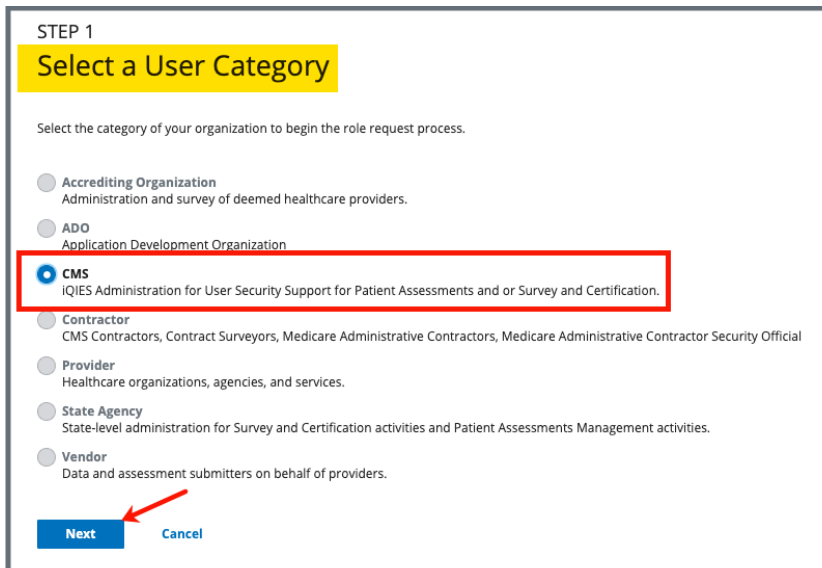 STEP 1
Select a User Category
Select the category of your organization to begin the role request process.
Accrediting Organization
Administration and survey of deemed healthcare providers.
ADO
Application Development Organization
CMS
iQIES Administration for User Security Support for Patient Assessments and or Survey and Certification.
Contractor
CMS Contractors, Contract Surveyors, Medicare Administrative Contractors, Medicare Administrative Contractor Security Official
Provider
Healthcare organizations, agencies, and services.
State Agency
State-level administration for Survey and Certification activities and Patient Assessments Management activities.
Vendor
Data and assessment submitters on behalf of providers.
Next Cancel